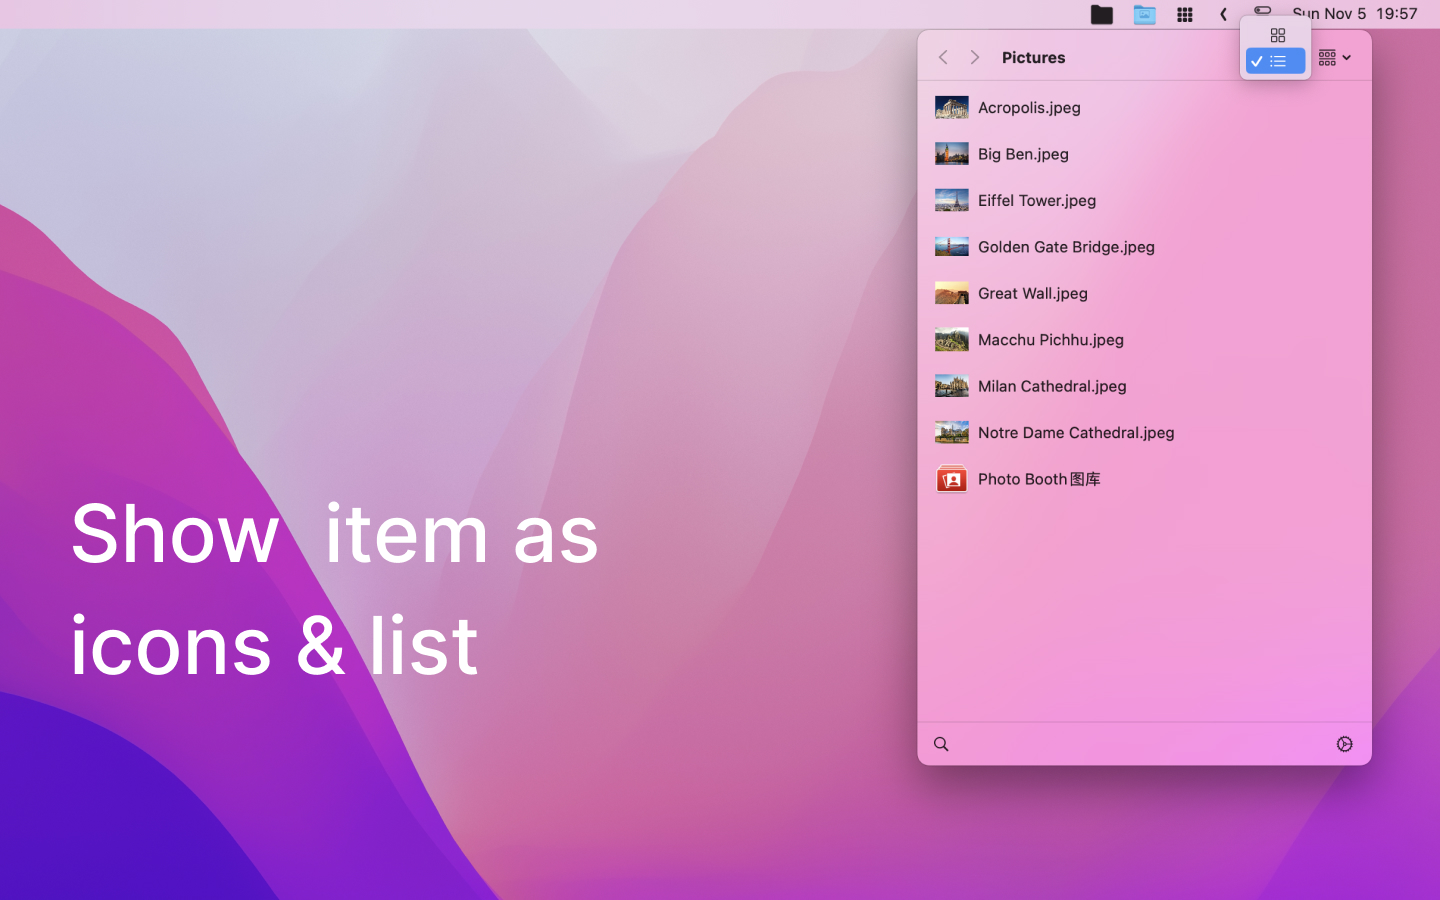 Sun Nov 5 19:57
Pictures
Acropolis.jpeg
Big Ben.jpeg
Eiffel Tower.jpeg
Golden Gate Bridge.jpeg
Great Wall.jpeg
Macchu Pichhu.jpeg
Milan Cathedral.jpeg
Notre Dame Cathedral.jpeg
Photo Booth图库
Show item as
icons & list